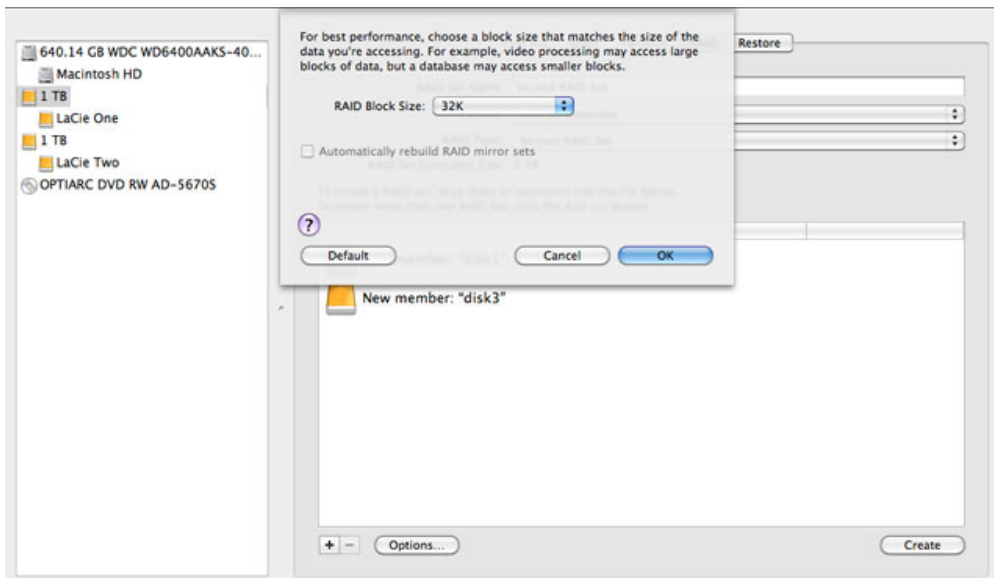 640.14 GB WDC WD6400AAKS-40...
Macintosh HD
1 TB
LaCie One
1 TB
LaCie Two
OPTIARC DVD RW AD-5670S
For best performance, choose a block size that matches the size of the
data you're accessing. For example, video processing may access large
blocks of data, but a database may access smaller blocks.
RAID Block Size: 32K
Automatically rebuild RAID mirror sets
?
Default
Cancel
OK
Restore
New member: "disk3"
+ −
Options...
Create